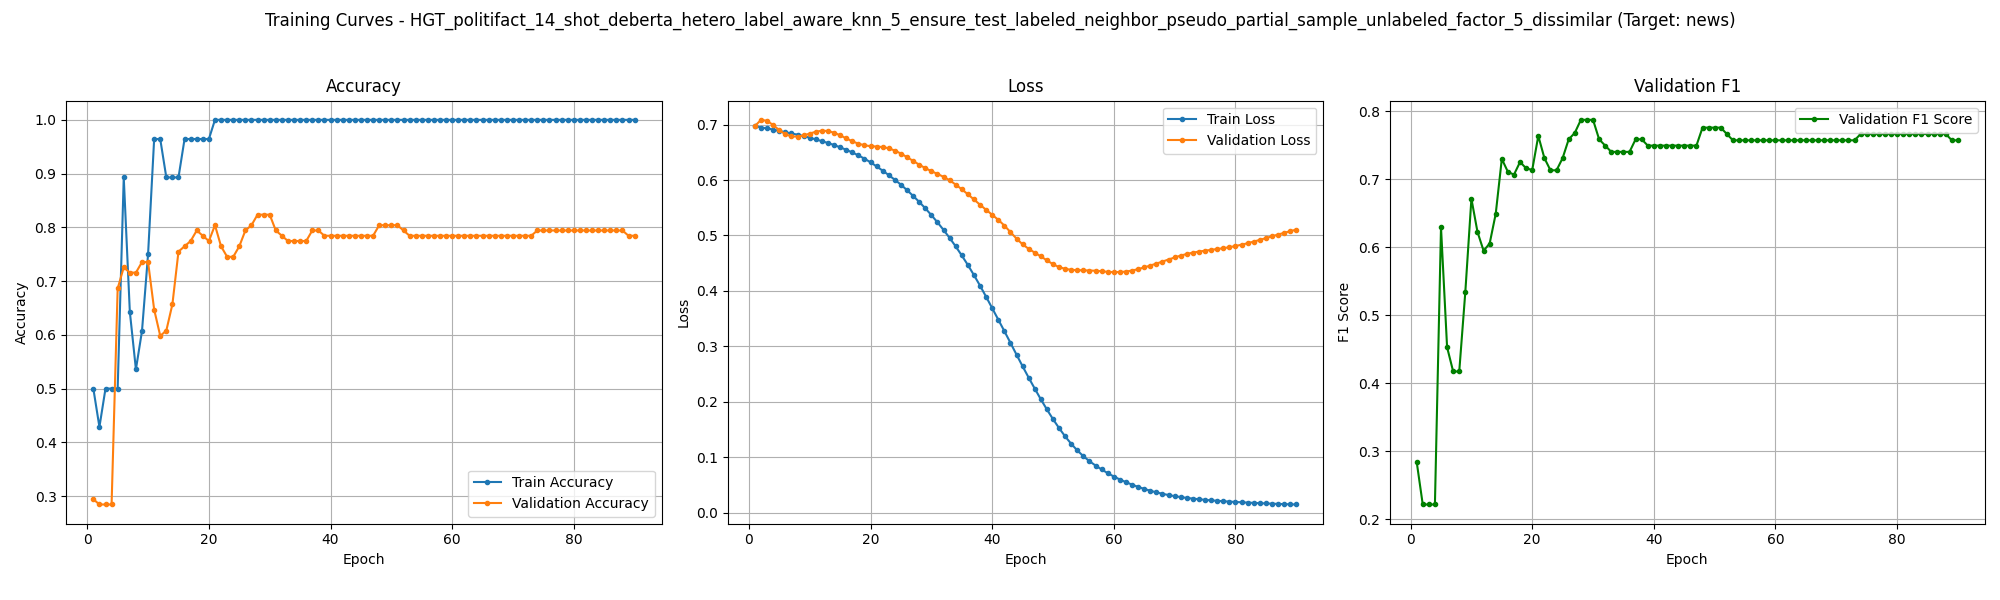 Training Curves - HGT_politifact_14_shot_deberta_hetero_label_aware_knn_5_ensure_test_labeled_neighbor_pseudo_partial_sample_unlabeled_factor_5_dissimilar (Target: news)
Accuracy
1.0
0.9
0.8
0.7
0.6
0.5
0.4
0.3
Accuracy
Train Accuracy
Validation Accuracy
0 20 40 60 80
Epoch
Loss
0.7
0.6
0.5
0.4
0.3
0.2
0.1
0.0
Loss
Train Loss
Validation Loss
0 20 40 60 80
Epoch
Validation F1
0.8
0.7
0.6
0.5
0.4
0.3
0.2
F1 Score
Validation F1 Score
0 20 40 60 80
Epoch